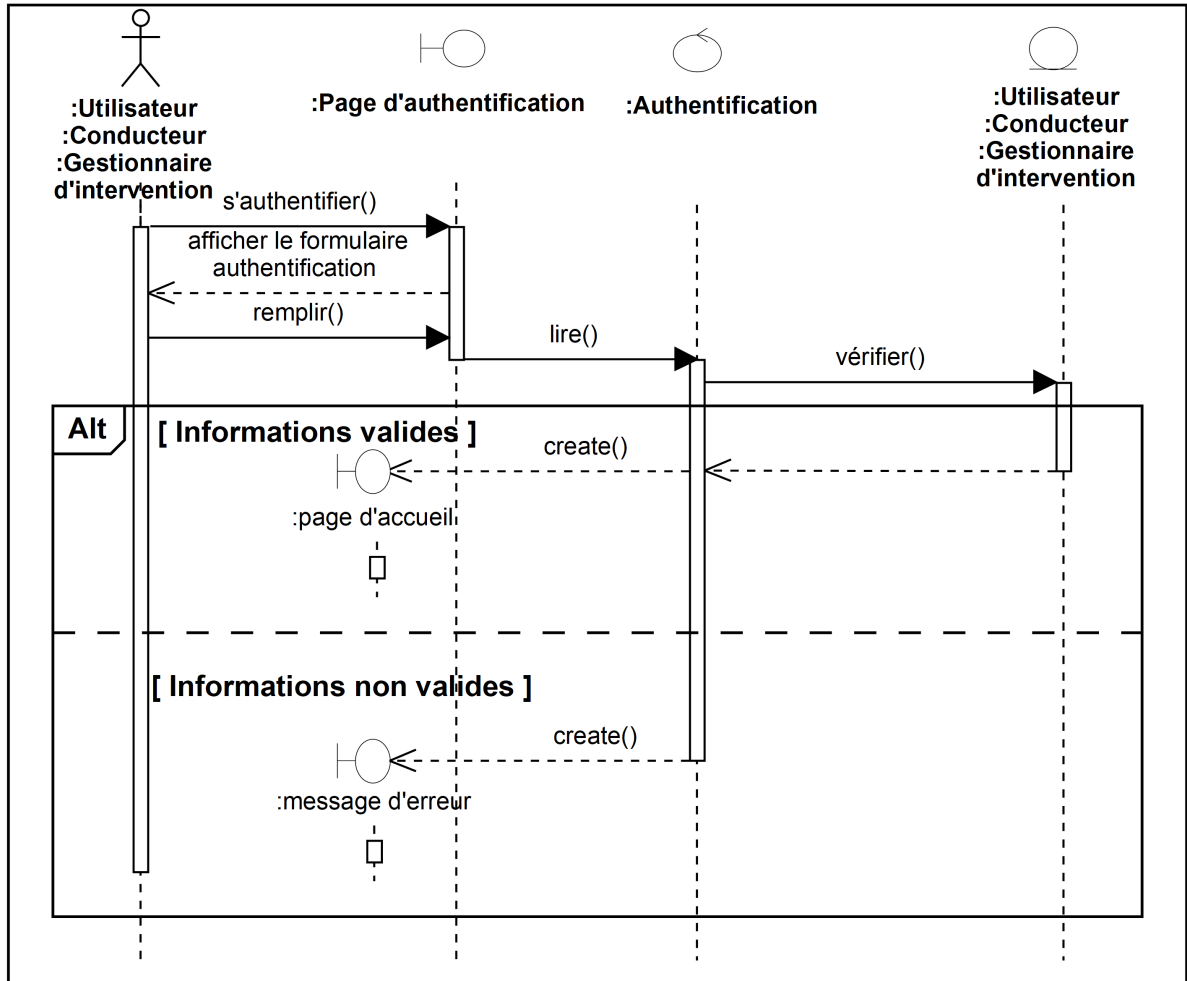 :Utilisateur
:Conducteur
:Gestionnaire
d'intervention
:Page d'authentification
:Authentification
:Utilisateur
:Conducteur
:Gestionnaire
d'intervention
s'authentifier()
afficher le formulaire
authentification
remplir()
lire()
vérifier()
Alt
[ Informations valides ]
create()
:page d'accueil
[ Informations non valides ]
create()
:message d'erreur